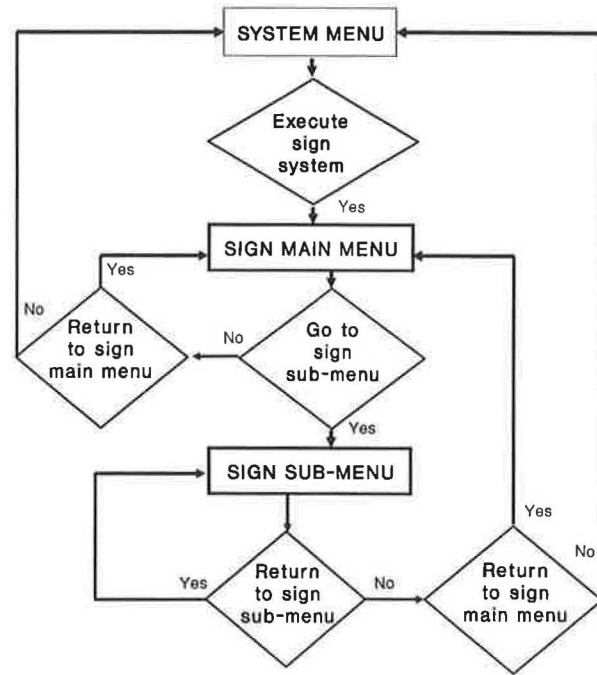 SYSTEM MENU
Execute
sign
system
Yes
SIGN MAIN MENU
Yes
No
Return
to sign
main menu
No
Go to
sign
sub-menu
Yes
SIGN SUB-MENU
Yes
Return
to sign
sub-menu
No
Yes
No
Return
to sign
main menu